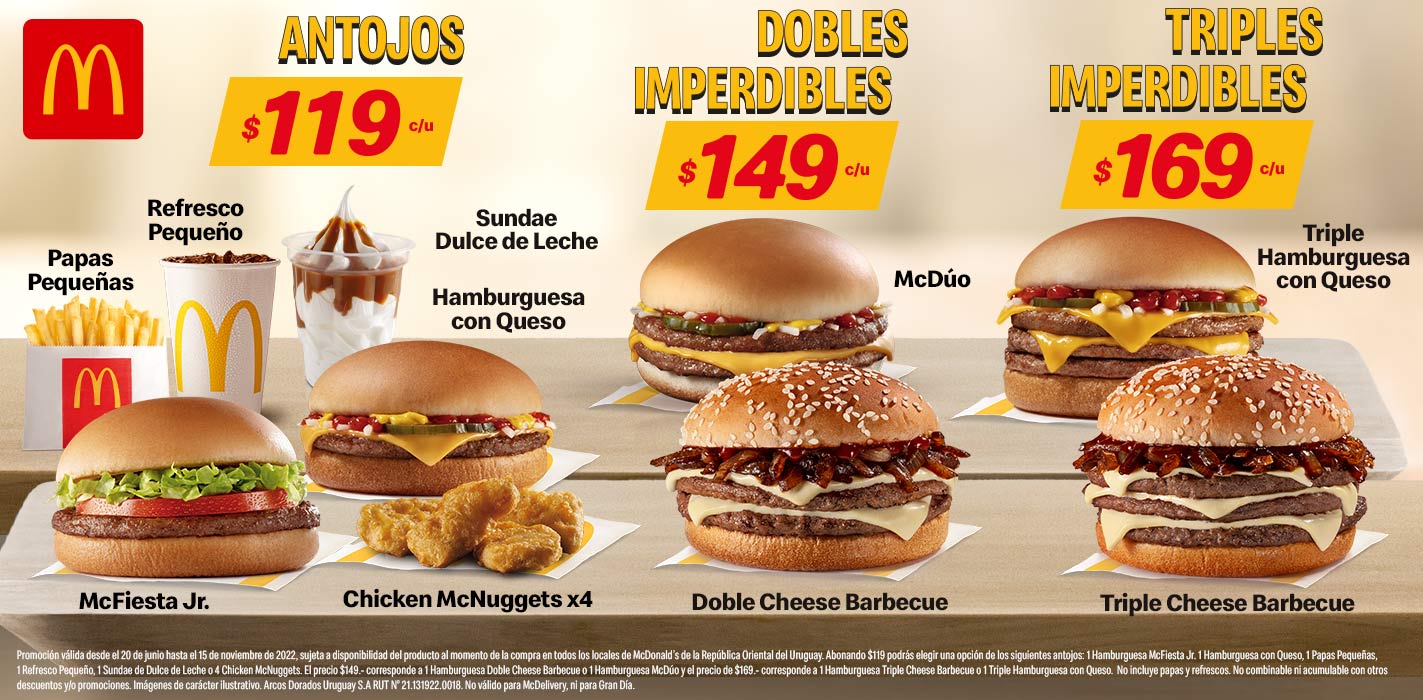 ANTOJOS
$119 c/u
Refresco
Pequeño
Papas
Pequeñas
Sundae
Dulce de Leche
Hamburguesa
con Queso
McFiesta Jr.
Chicken McNuggets x4
DOBLES
IMPERDIBLES
$149 c/u
McDúo
Doble Cheese Barbecue
TRIPLES
IMPERDIBLES
$169 c/u
Triple
Hamburguesa
con Queso
Triple Cheese Barbecue
Promoción válida desde el 20 de junio hasta el 15 de noviembre de 2022, sujeta a disponibilidad del producto al momento de la compra en todos los locales de McDonald's de la República Oriental del Uruguay. Abonando $119 podrás elegir una opción de los siguientes antojos: 1 Hamburguesa McFiesta Jr. 1 Hamburguesa con Queso, 1 Papas Pequeñas,
1 Refresco Pequeño, 1 Sundae de Dulce de Leche o 4 Chicken McNuggets. El precio $149.- corresponde a 1 Hamburguesa Doble Cheese Barbecue o 1 Hamburguesa McDúo y el precio de $169.- corresponde a 1 Hamburguesa Triple Cheese Barbecue o 1 Triple Hamburguesa con Queso. No incluye papas y refrescos. No combinable ni acumulable con otros
descuentos y/o promociones. Imágenes de carácter ilustrativo. Arcos Dorados Uruguay S.A RUT N° 21.131922.0018. No válido para McDelivery, ni para Gran Día.